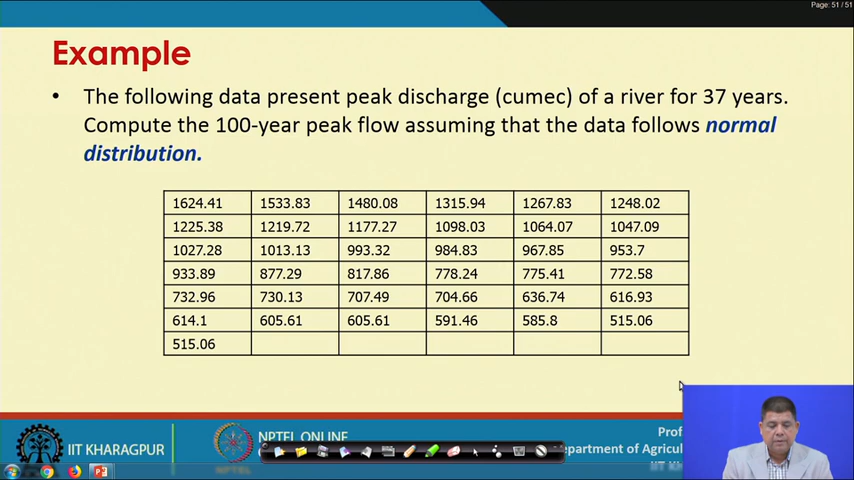 Page: 51 / 51
Example
• The following data present peak discharge (cumec) of a river for 37 years.
Compute the 100-year peak flow assuming that the data follows normal
distribution.
1624.41 1533.83 1480.08 1315.94 1267.83 1248.02
1225.38 1219.72 1177.27 1098.03 1064.07 1047.09
1027.28 1013.13 993.32 984.83 967.85 953.7
933.89 877.29 817.86 778.24 775.41 772.58
732.96 730.13 707.49 704.66 636.74 616.93
614.1 605.61 605.61 591.46 585.8 515.06
515.06
IIT KHARAGPUR
NPTEL ONLINE
Prof
epartment of Agricul
IIT Kh